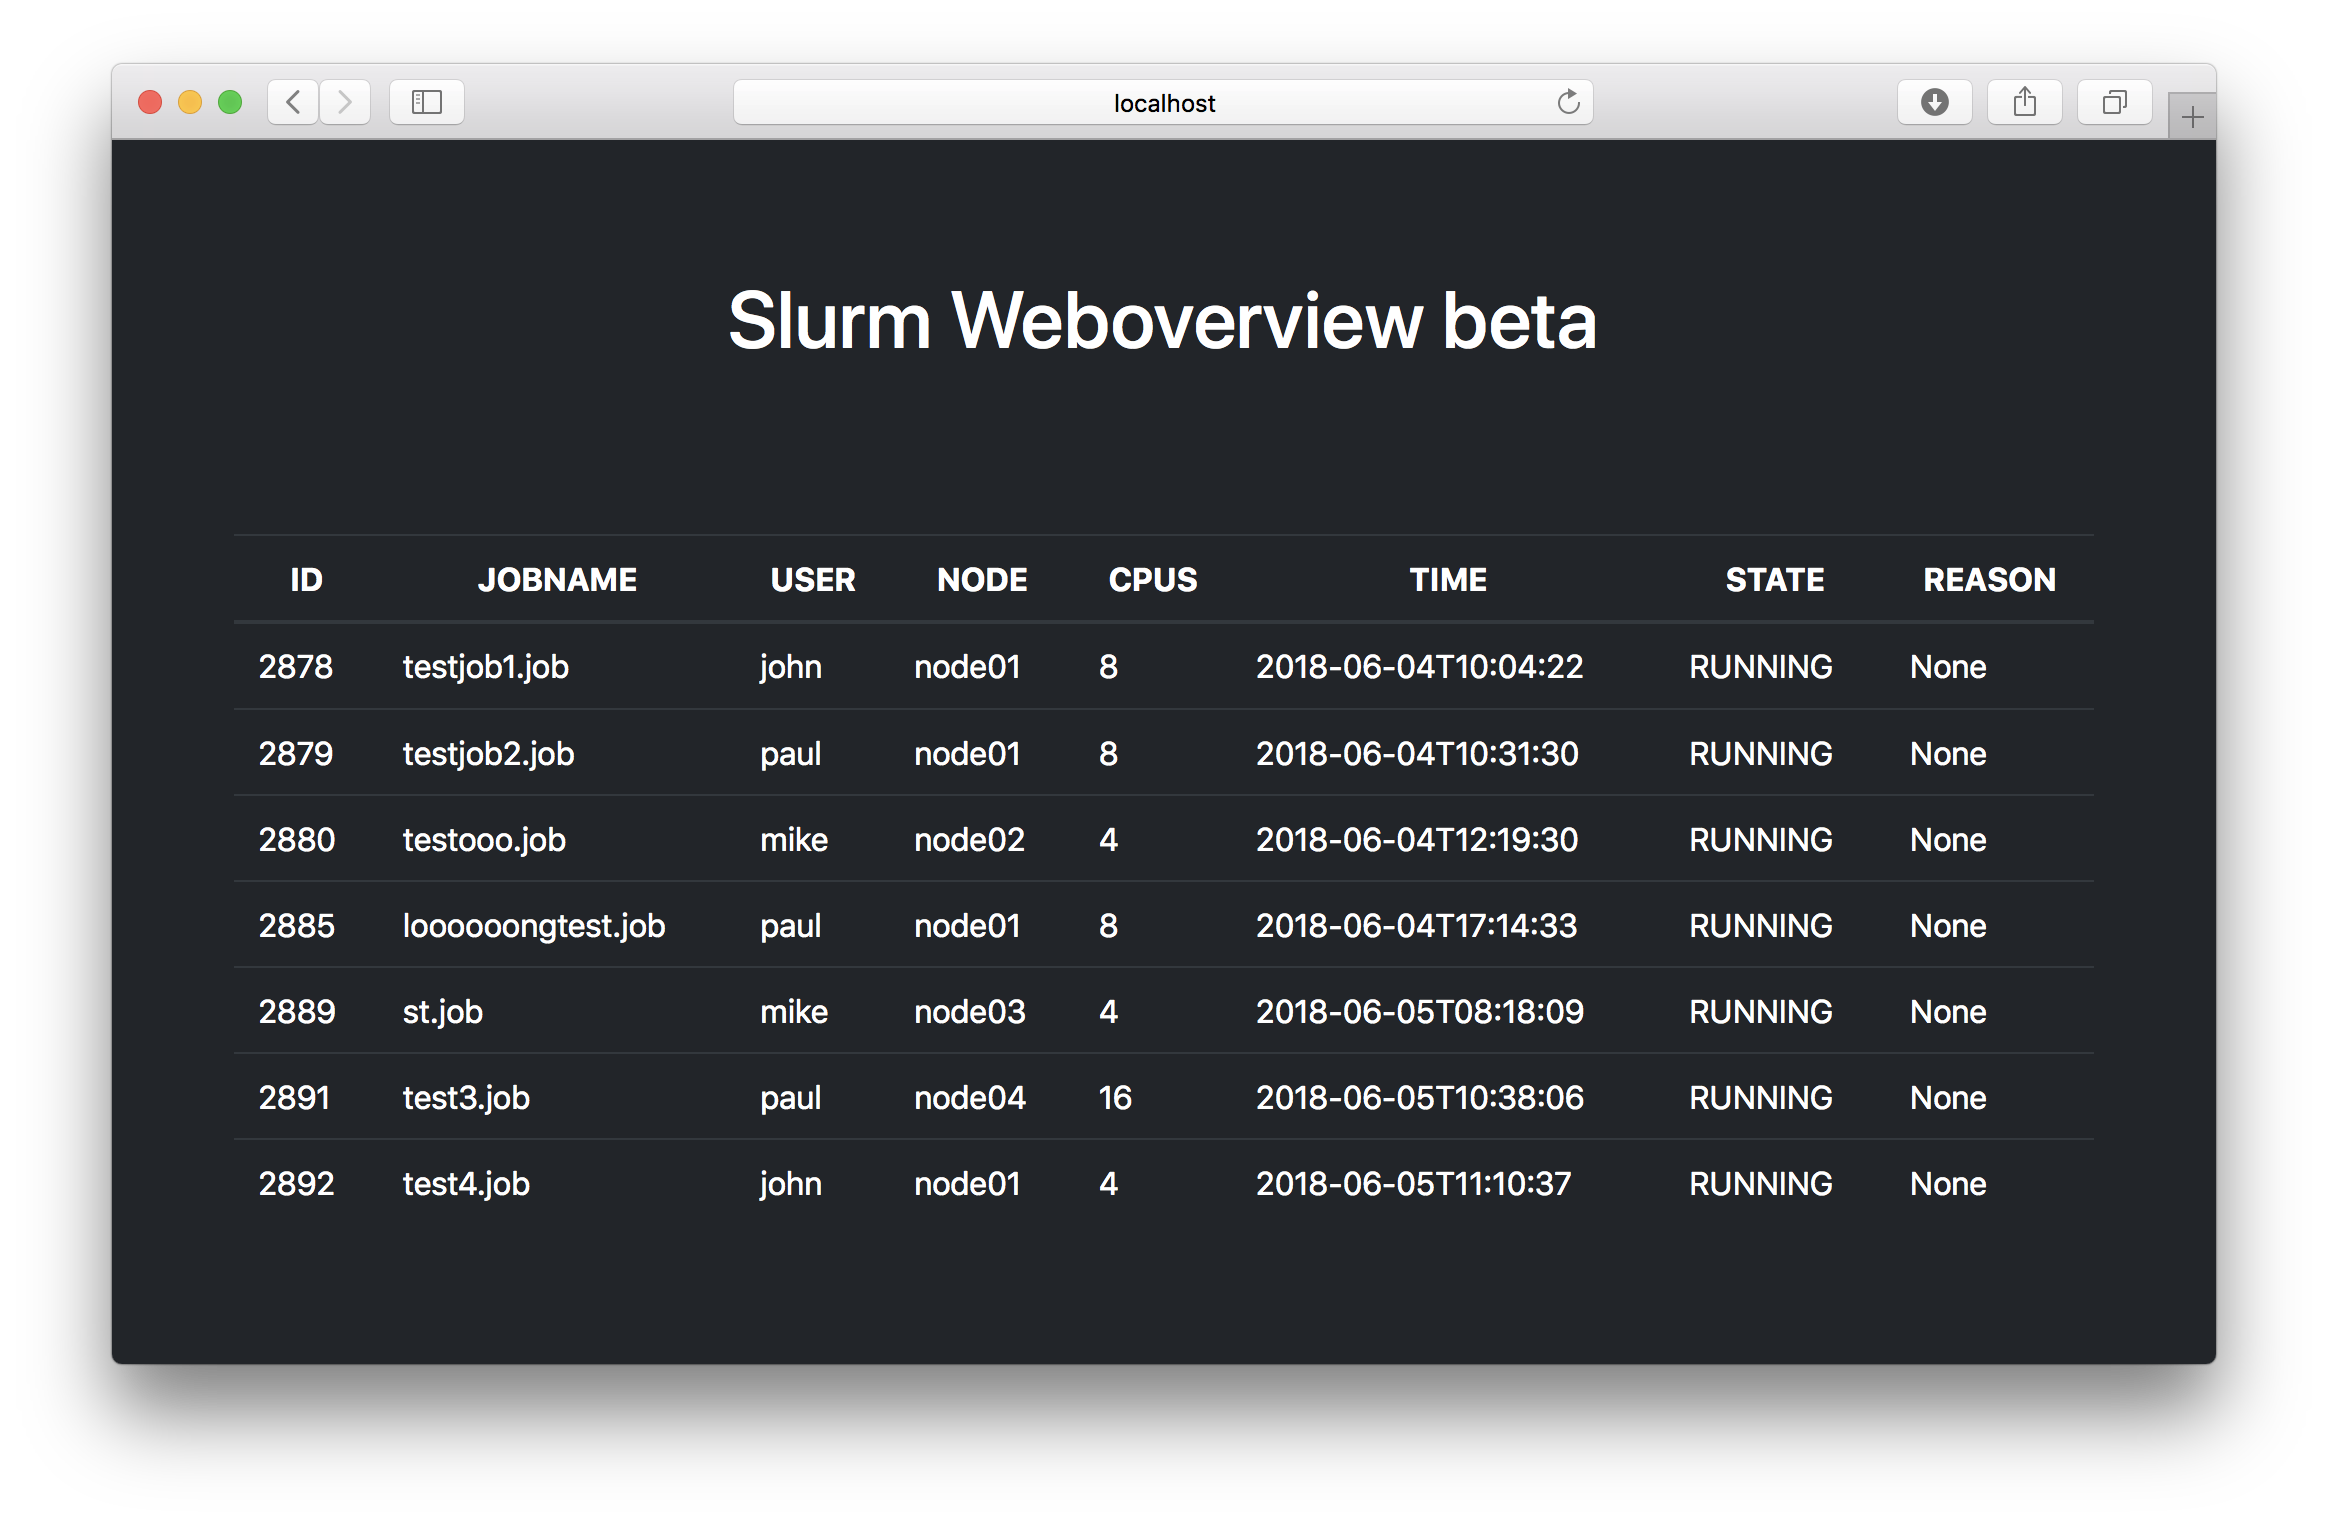 localhost
Slurm Weboverview beta
ID JOBNAME USER NODE CPUS TIME STATE REASON
2878 testjob1.job john node01 8 2018-06-04T10:04:22 RUNNING None
2879 testjob2.job paul node01 8 2018-06-04T10:31:30 RUNNING None
2880 testooo.job mike node02 4 2018-06-04T12:19:30 RUNNING None
2885 loooooongtest.job paul node01 8 2018-06-04T17:14:33 RUNNING None
2889 st.job mike node03 4 2018-06-05T08:18:09 RUNNING None
2891 test3.job paul node04 16 2018-06-05T10:38:06 RUNNING None
2892 test4.job john node01 4 2018-06-05T11:10:37 RUNNING None